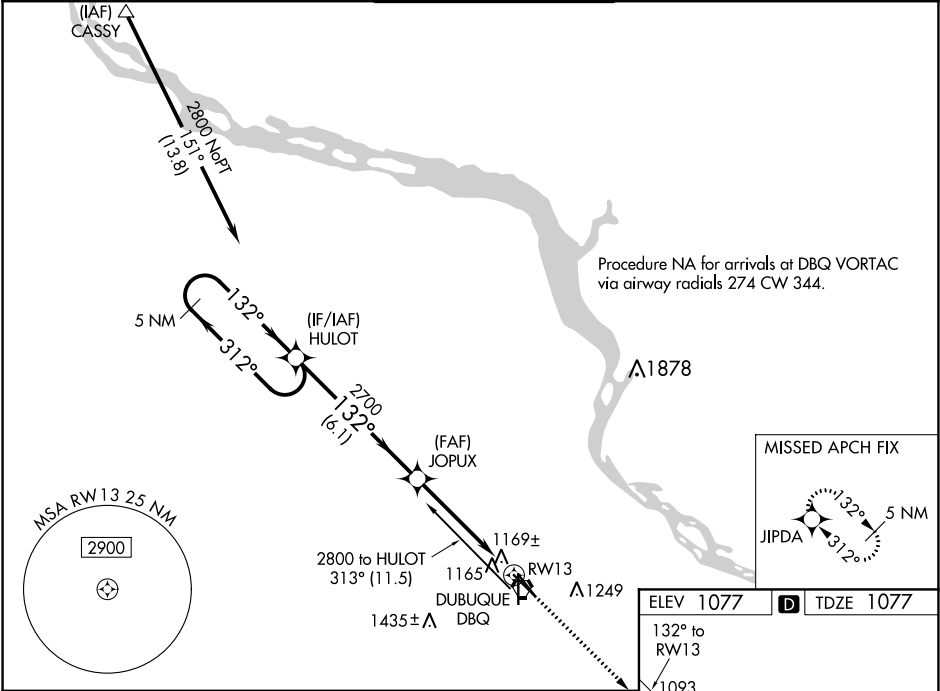 (IAF)
CASSY
2800 NoPT
151°
(13.8)
Procedure NA for arrivals at DBQ VORTAC
via airway radials 274 CW 344.
132°
5 NM
312°
(IF/IAF)
HULOT
1878
2700
132°
(6.1)
(FAF)
JOPUX
MISSED APCH FIX
132°
5 NM
JIPDA
312°
MSA RW13 25 NM
2900
2800 to HULOT
313° (11.5)
1169±
1165
RW13
DUBUQUE
DBQ
1249
1435±
ELEV 1077
D
TDZE 1077
132° to
RW13
1093